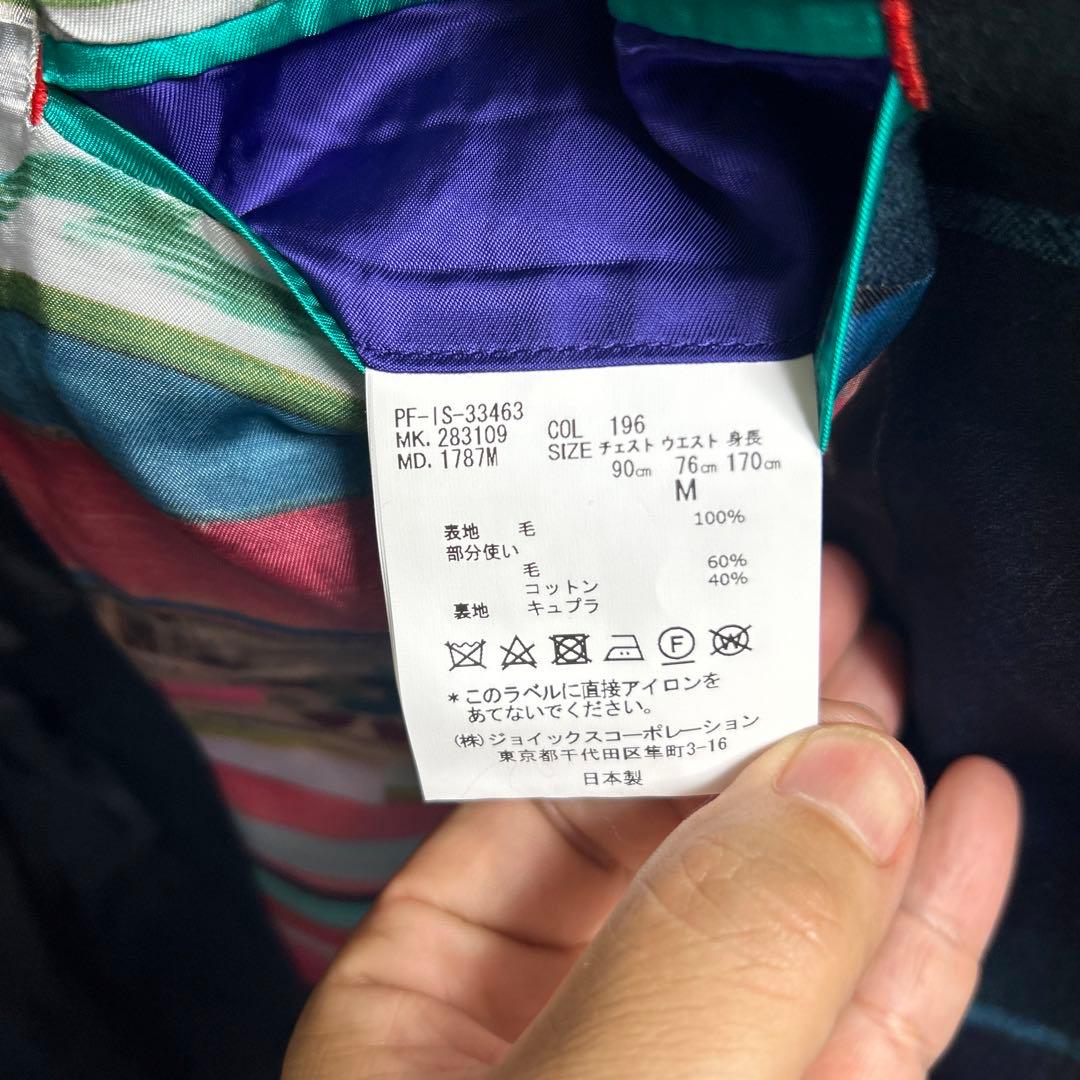 PF-IS-33463
MK. 283109
MD. 1787M
COL 196
SIZE チェスト ウエスト 身長
90cm 76cm 170cm
M
表地 毛 100%
部分使い
毛 60%
コットン 40%
裏地 キュプラ
F W
*このラベルに直接アイロンを
あてないでください。
(株)ジョイックスコーポレーション
東京都千代田区隼町3-16
日本製